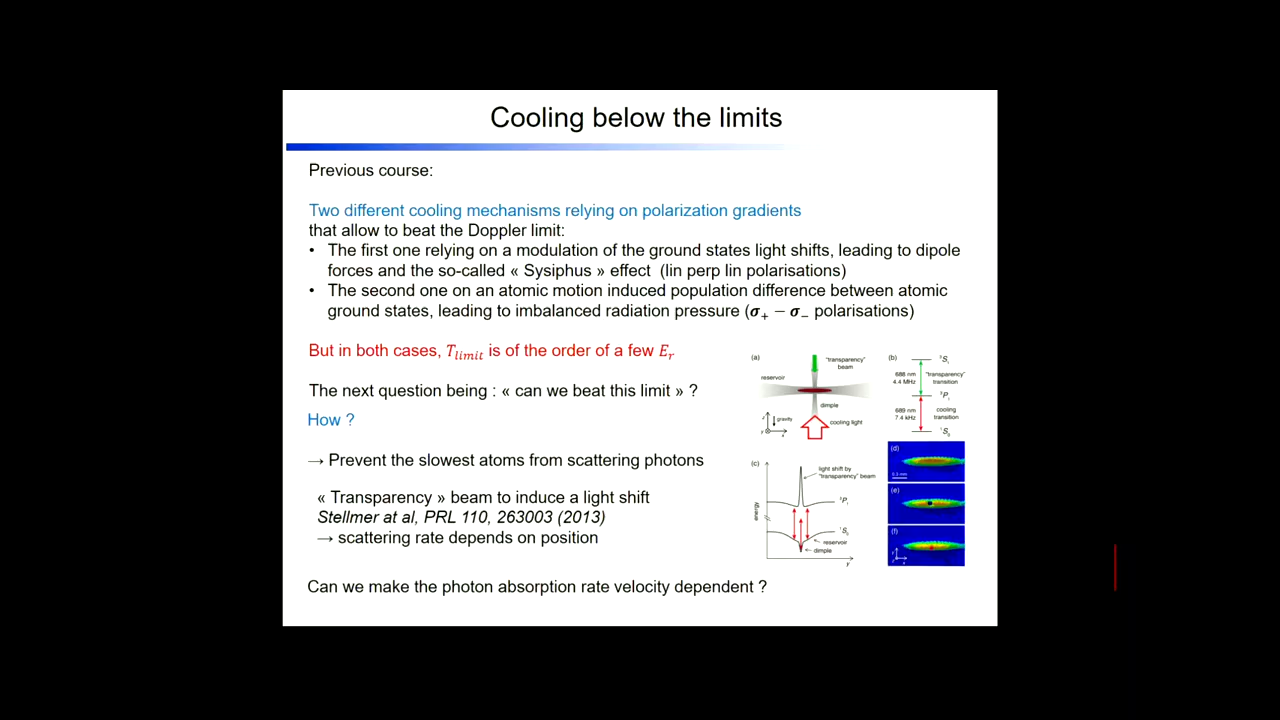 Cooling below the limits
Previous course:
Two different cooling mechanisms relying on polarization gradients
that allow to beat the Doppler limit:
• The first one relying on a modulation of the ground states light shifts, leading to dipole
forces and the so-called « Sysiphus » effect (lin perp lin polarisations)
• The second one on an atomic motion induced population difference between atomic
ground states, leading to imbalanced radiation pressure (σ₊ − σ₋ polarisations)
But in both cases, T_limit is of the order of a few E_r
The next question being : « can we beat this limit » ?
How ?
→ Prevent the slowest atoms from scattering photons
« Transparency » beam to induce a light shift
Stellmer at al, PRL 110, 263003 (2013)
→ scattering rate depends on position
Can we make the photon absorption rate velocity dependent ?
(a)
"transparency"
beam
reservoir
dimple
gravity
cooling light
(b)
³S₁
688 nm
4.4 MHz
"transparency"
transition
³P₁
689 nm
7.4 kHz
cooling
transition
¹S₀
(c)
light shift by
"transparency" beam
³P₁
energy
¹S₀
reservoir
dimple
y
(d)
0.5 mm
(e)
(f)